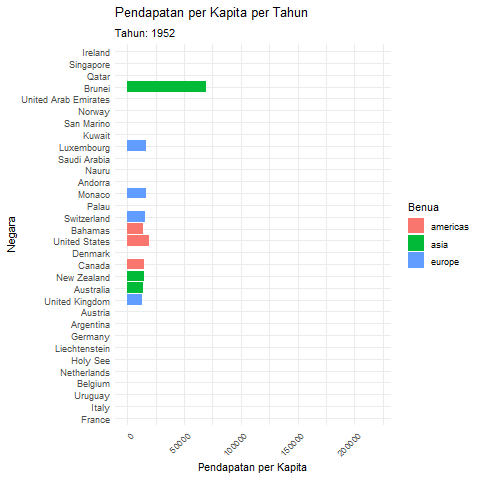 Pendapatan per Kapita per Tahun
Tahun: 1952
Negara
Ireland
Singapore
Qatar
Brunei
United Arab Emirates
Norway
San Marino
Kuwait
Luxembourg
Saudi Arabia
Nauru
Andorra
Monaco
Palau
Switzerland
Bahamas
United States
Denmark
Canada
New Zealand
Australia
United Kingdom
Austria
Argentina
Germany
Liechtenstein
Holy See
Netherlands
Belgium
Uruguay
Italy
France
0
50000
100000
150000
200000
Pendapatan per Kapita
Benua
americas
asia
europe